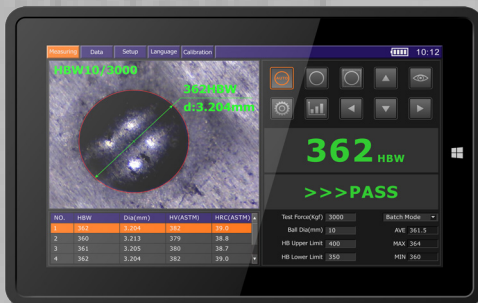 Measuring Data Setup Language Calibration 10:12
HBW10/3000
362HBW
d:3.204mm
AUTO
362 HBW
>>>PASS
NO. HBW Dia(mm) HV(ASTM) HRC(ASTM)
1 362 3.204 382 39.0
2 360 3.213 379 38.8
3 361 3.205 380 38.7
4 362 3.204 382 39.0
Test Force(Kgf) 3000 Batch Mode
Ball Dia(mm) 10 AVE 361.5
HB Upper Limit 400 MAX 364
HB Lower Limit 350 MIN 360